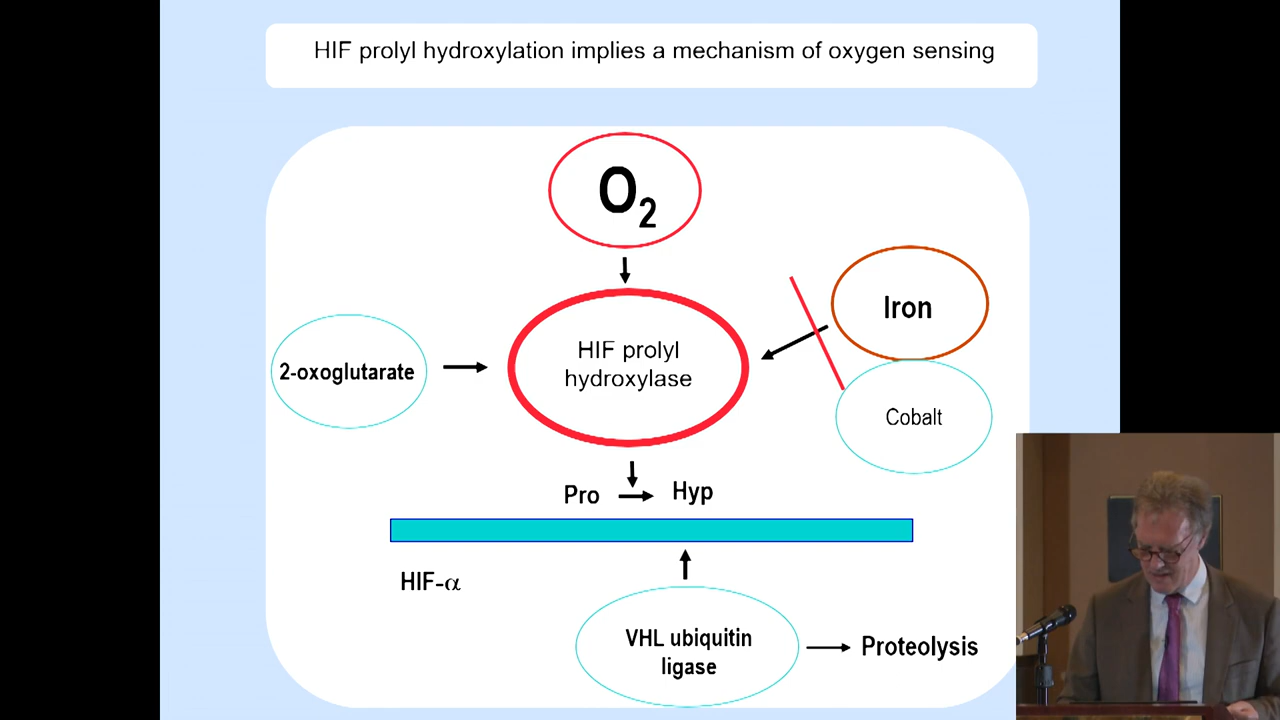 HIF prolyl hydroxylation implies a mechanism of oxygen sensing
O2
Iron
HIF prolyl
hydroxylase
2-oxoglutarate
Cobalt
Pro
Hyp
HIF-α
VHL ubiquitin
ligase
Proteolysis